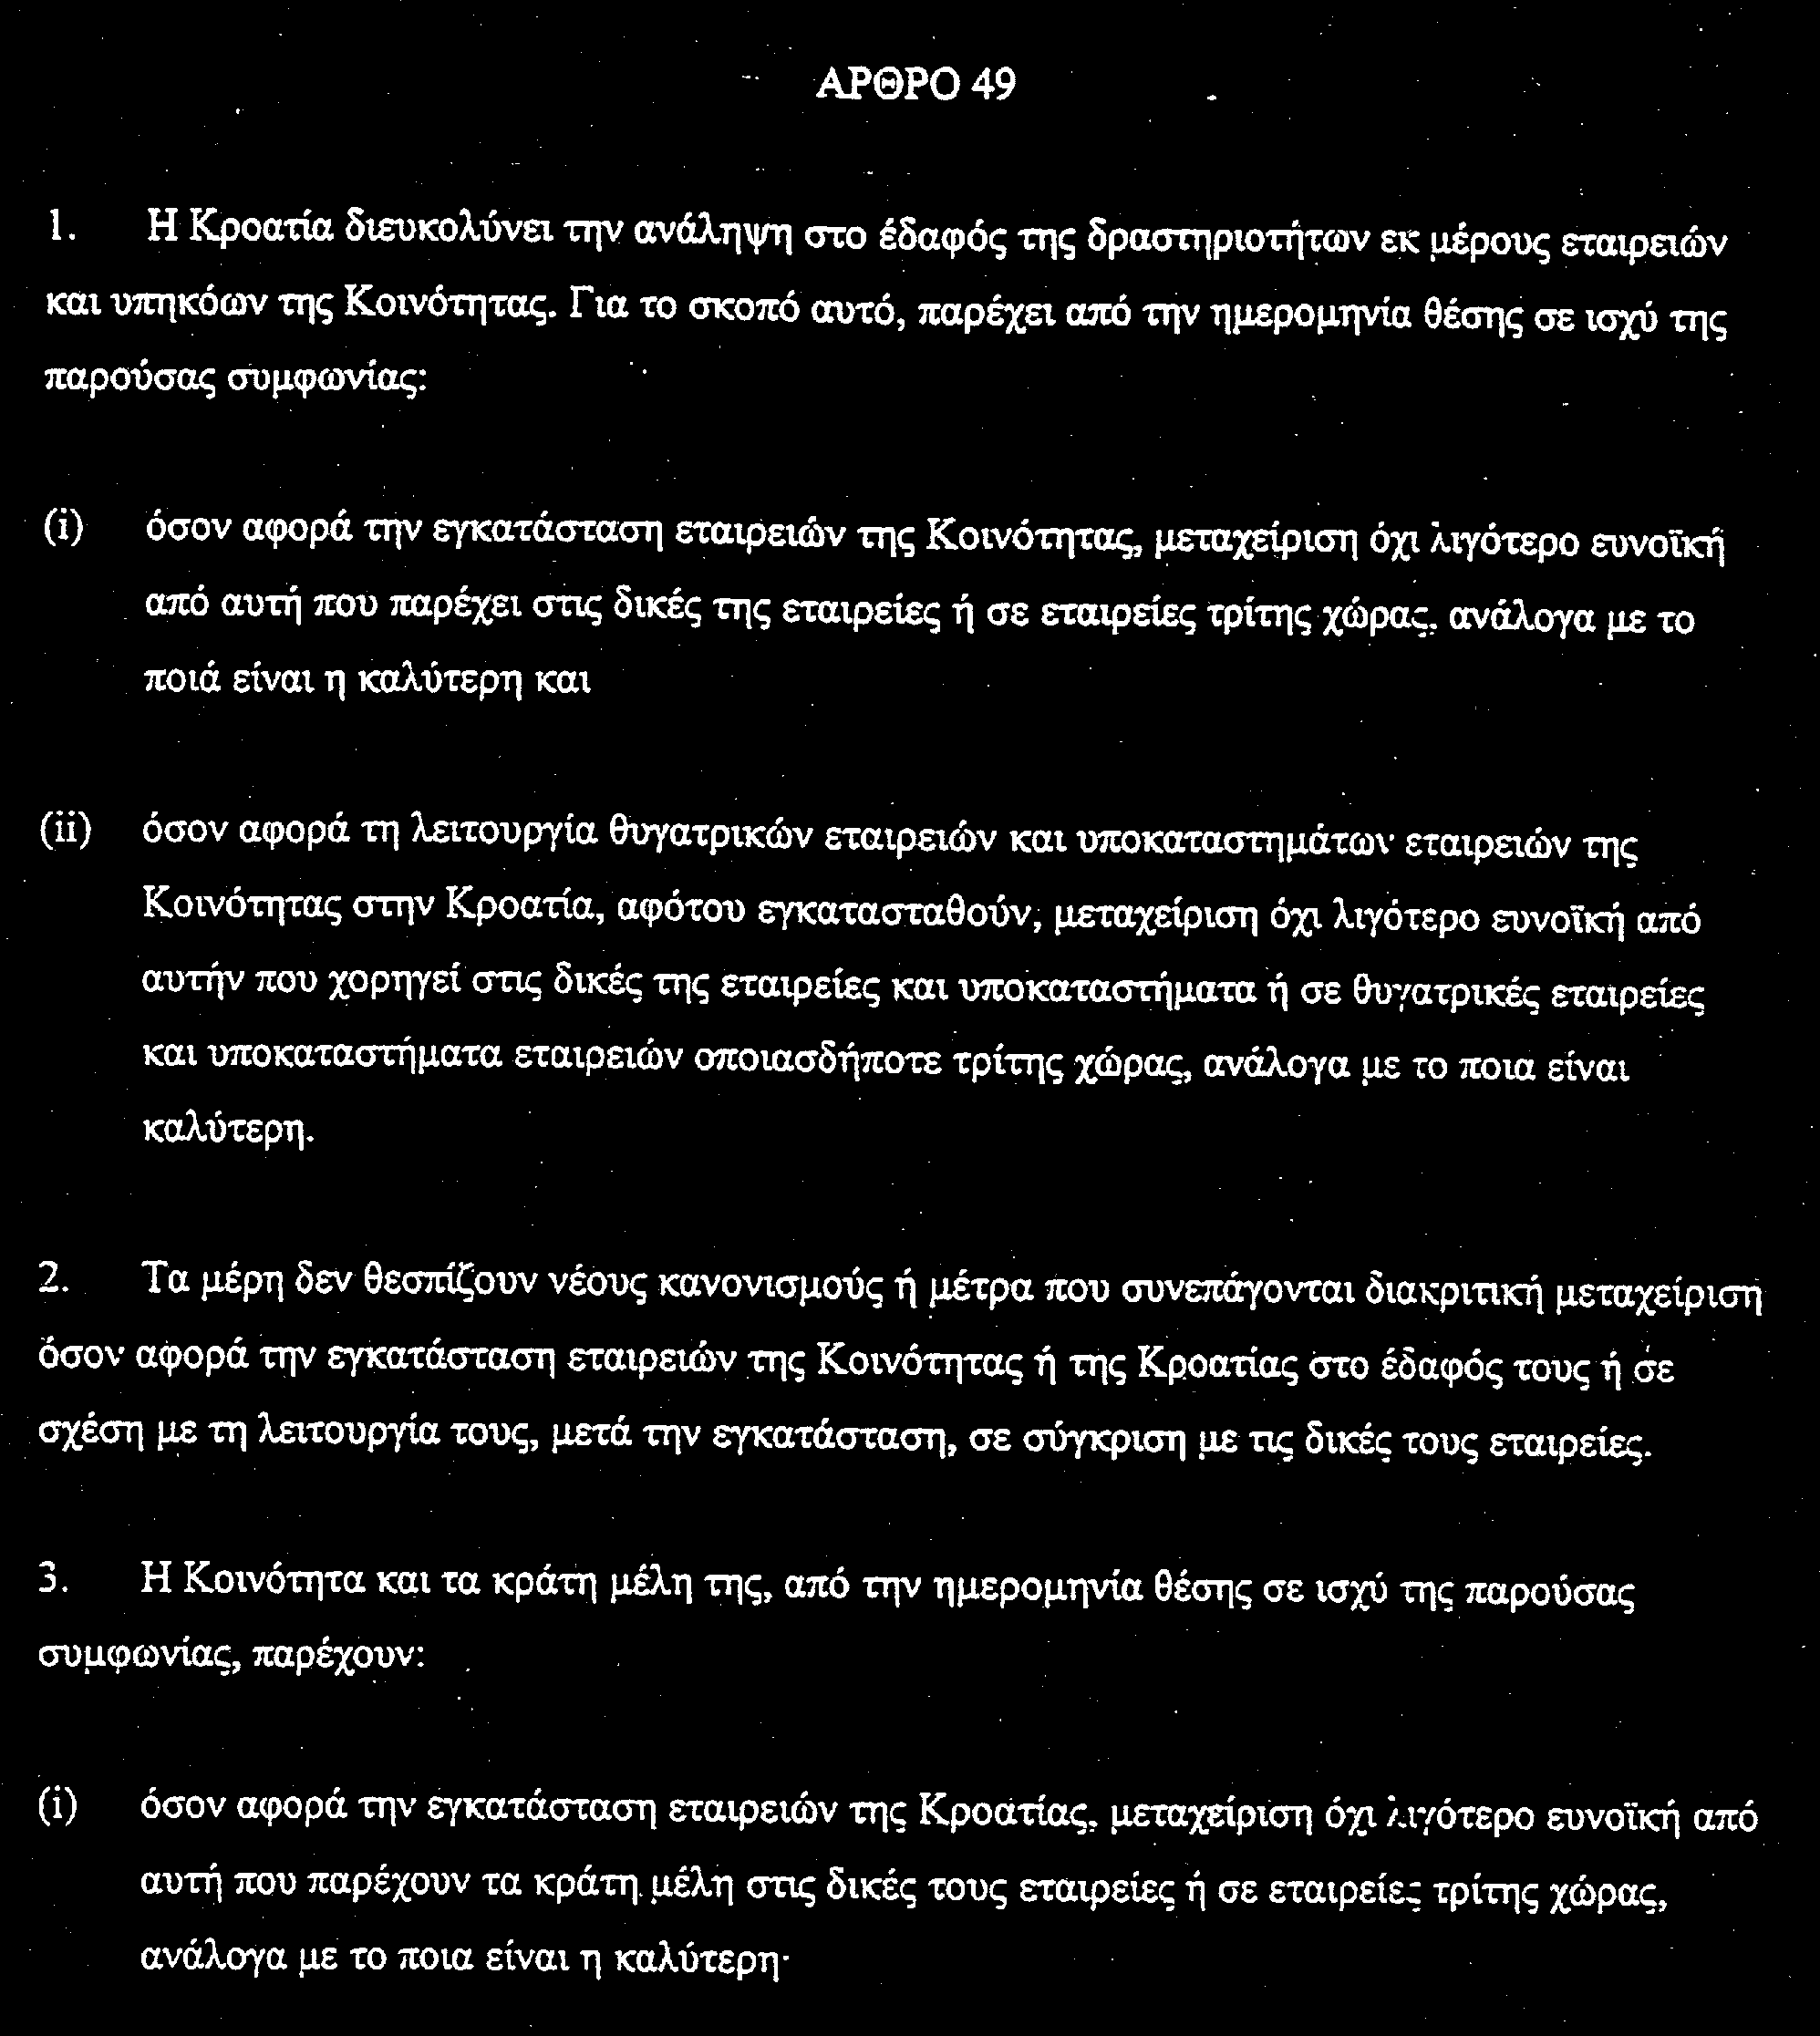 ΑΡΘΡΟ 49
1. Η Κροατία διευκολύνει την ανάληψη στο έδαφός της δραστηριοτήτων εκ μέρους εταιρειών
και υπηκόων της Κοινότητας. Για το σκοπό αυτό, παρέχει από την ημερομηνία θέσης σε ισχύ της
παρούσας συμφωνίας:
(i) όσον αφορά την εγκατάσταση εταιρειών της Κοινότητας, μεταχείριση όχι λιγότερο ευνοϊκή
από αυτή που παρέχει στις δικές της εταιρείες ή σε εταιρείες τρίτης χώρας, ανάλογα με το
ποιά είναι η καλύτερη και
(ii) όσον αφορά τη λειτουργία θυγατρικών εταιρειών και υποκαταστημάτων εταιρειών της
Κοινότητας στην Κροατία, αφότου εγκατασταθούν, μεταχείριση όχι λιγότερο ευνοϊκή από
αυτήν που χορηγεί στις δικές της εταιρείες και υποκαταστήματα ή σε θυγατρικές εταιρείες
και υποκαταστήματα εταιρειών οποιασδήποτε τρίτης χώρας, ανάλογα με το ποια είναι
καλύτερη.
2. Τα μέρη δεν θεσπίζουν νέους κανονισμούς ή μέτρα που συνεπάγονται διακριτική μεταχείριση
όσον αφορά την εγκατάσταση εταιρειών της Κοινότητας ή της Κροατίας στο έδαφός τους ή σε
σχέση με τη λειτουργία τους, μετά την εγκατάσταση, σε σύγκριση με τις δικές τους εταιρείες.
3. Η Κοινότητα και τα κράτη μέλη της, από την ημερομηνία θέσης σε ισχύ της παρούσας
συμφωνίας, παρέχουν:
(i) όσον αφορά την εγκατάσταση εταιρειών της Κροατίας, μεταχείριση όχι λιγότερο ευνοϊκή από
αυτή που παρέχουν τα κράτη μέλη στις δικές τους εταιρείες ή σε εταιρείες τρίτης χώρας,
ανάλογα με το ποια είναι η καλύτερη·